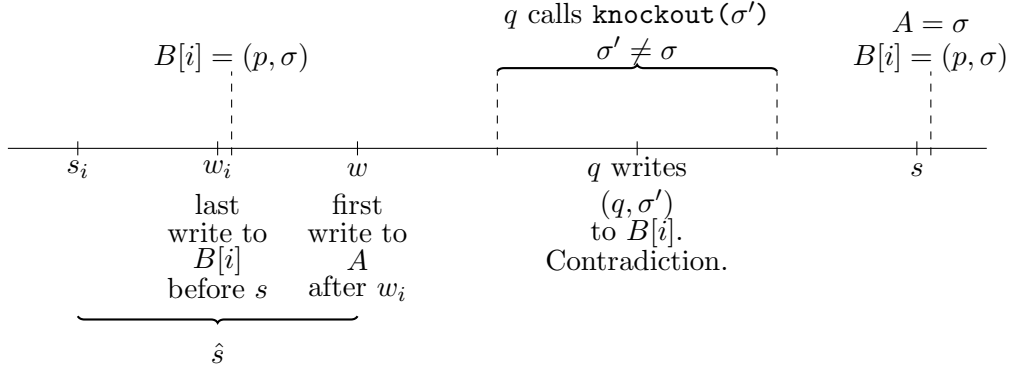 q calls knockout(σ′)
σ′ ≠ σ
A = σ
B[i] = (p, σ)
B[i] = (p, σ)
s_i
w_i
w
q writes
s
last
write to
B[i]
before s
first
write to
A
after w_i
(q, σ′)
to B[i].
Contradiction.
ŝ